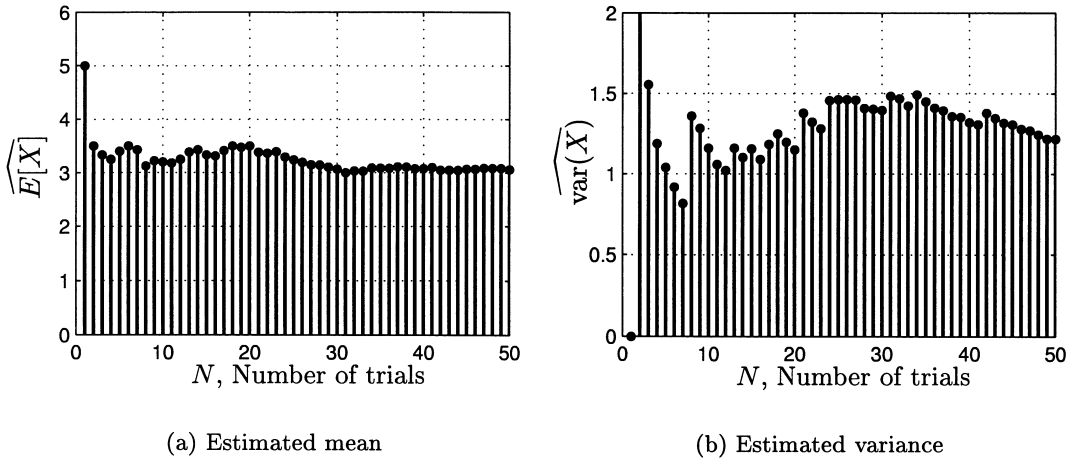 6
5
4
3
2
1
0
0 10 20 30 40 50
Ê[X]
N, Number of trials
(a) Estimated mean
2
1.5
1
0.5
0
0 10 20 30 40 50
var(X)
N, Number of trials
(b) Estimated variance